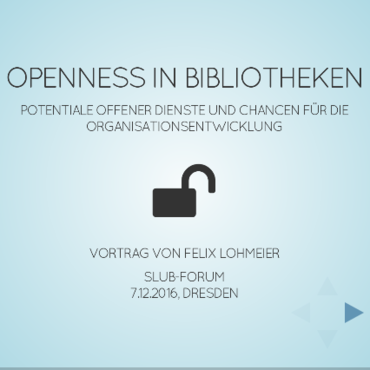 OPENNESS IN BIBLIOTHEKEN
POTENTIALE OFFENER DIENSTE UND CHANCEN FÜR DIE
ORGANISATIONSENTWICKLUNG
VORTRAG VON FELIX LOHMEIER
SLUB-FORUM
7.12.2016, DRESDEN